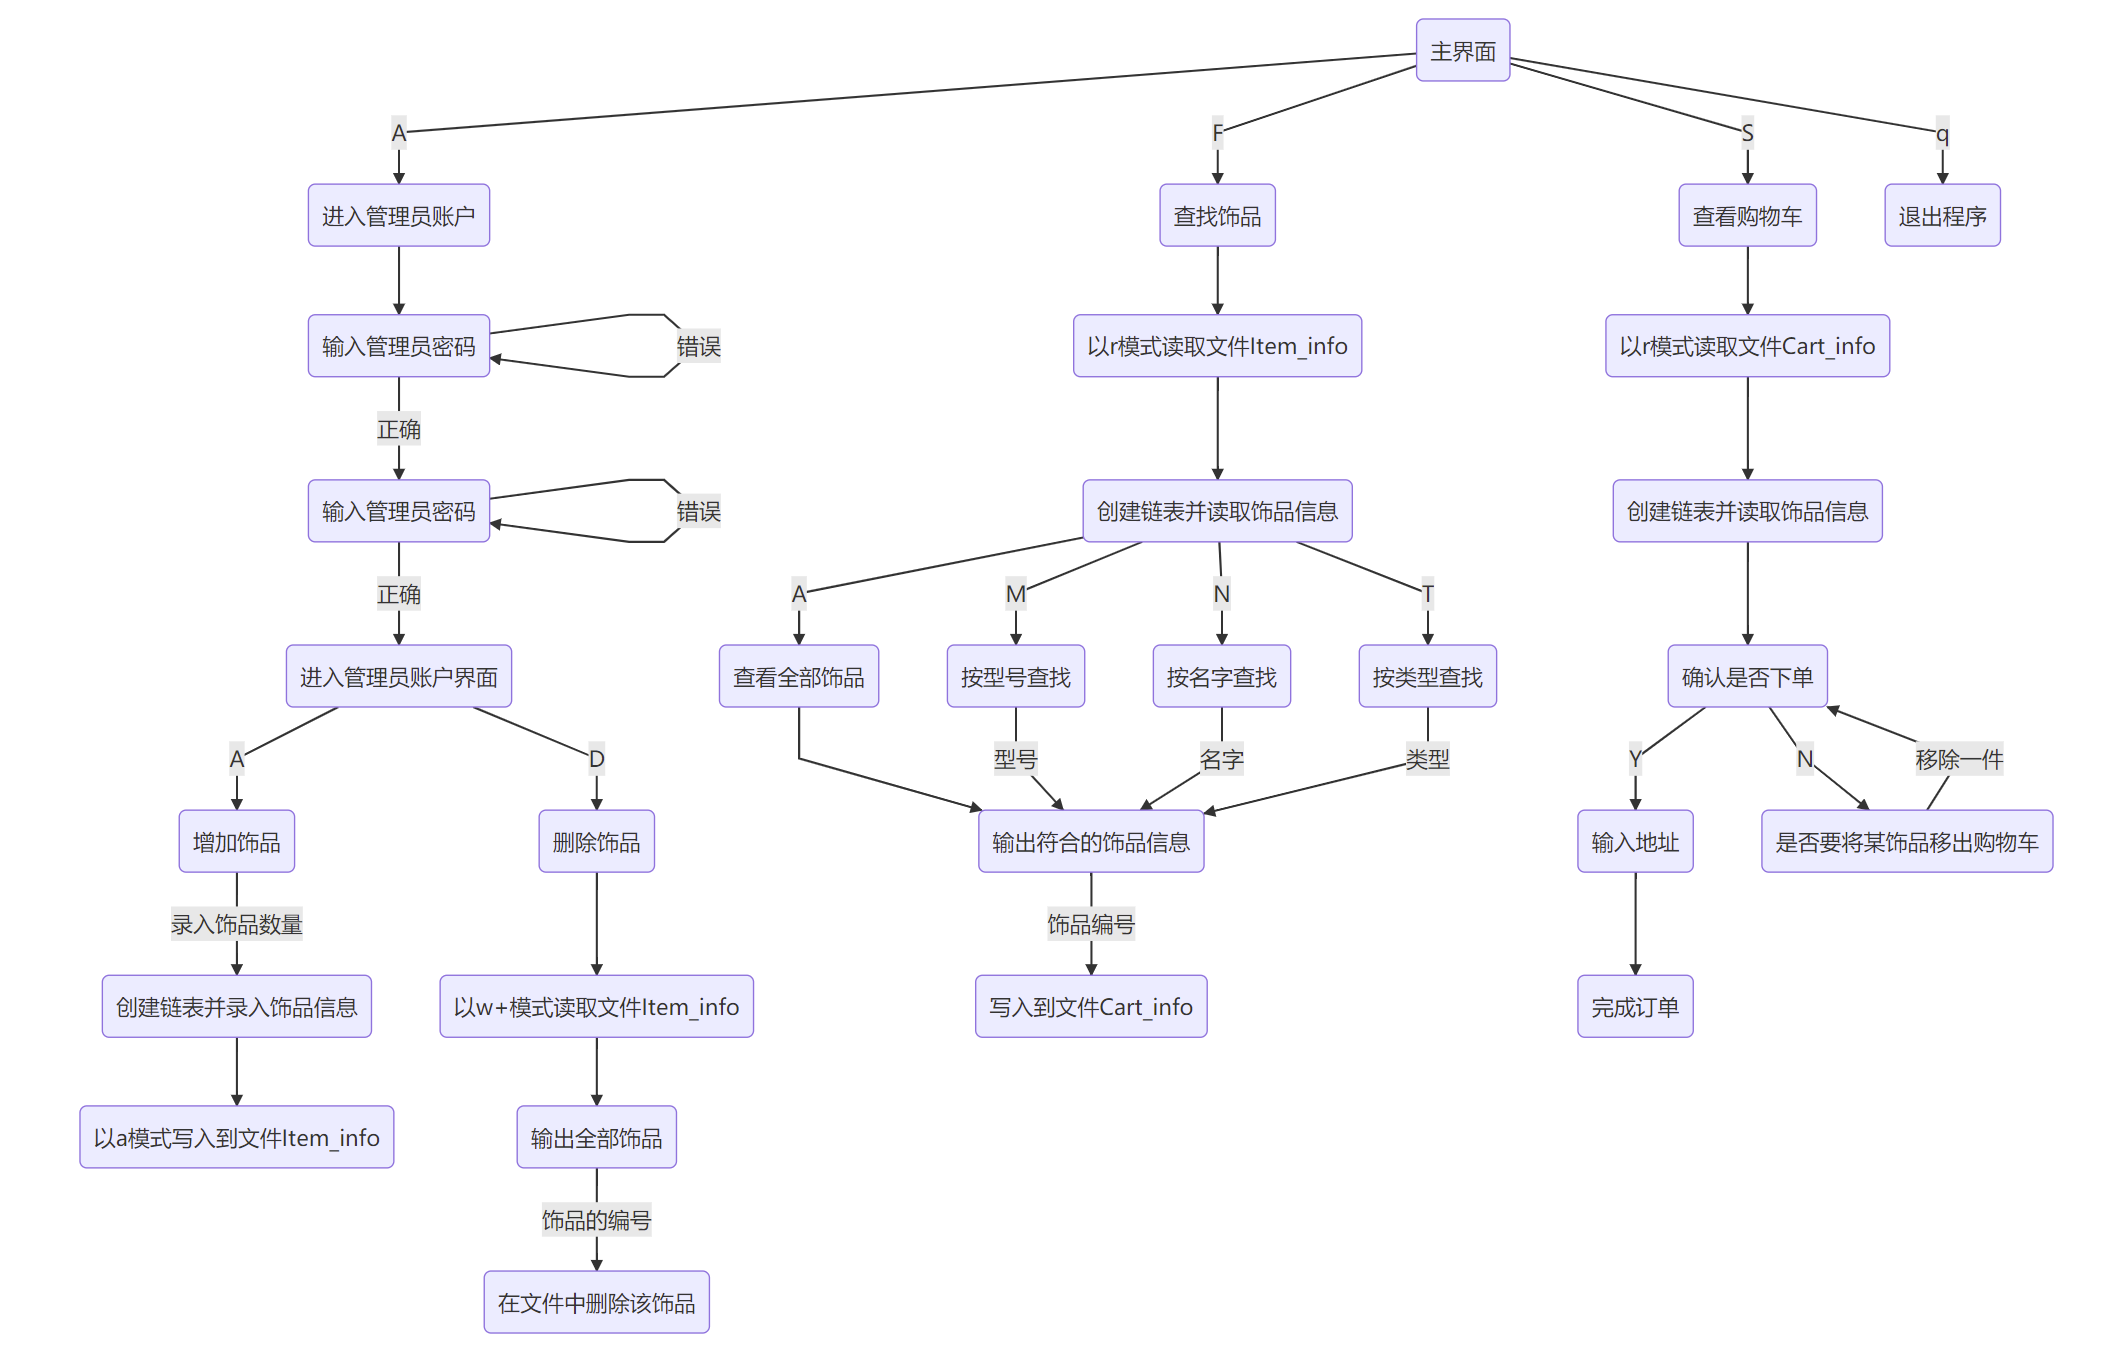 主界面
A
F
S
q
进入管理员账户
查找饰品
查看购物车
退出程序
输入管理员密码
错误
以r模式读取文件Item_info
以r模式读取文件Cart_info
正确
输入管理员密码
错误
创建链表并读取饰品信息
创建链表并读取饰品信息
正确
A
M
N
T
进入管理员账户界面
查看全部饰品
按型号查找
按名字查找
按类型查找
确认是否下单
A
D
型号
名字
类型
Y
N
移除一件
增加饰品
删除饰品
输出符合的饰品信息
输入地址
是否要将某饰品移出购物车
录入饰品数量
饰品编号
创建链表并录入饰品信息
以w+模式读取文件Item_info
写入到文件Cart_info
完成订单
以a模式写入到文件Item_info
输出全部饰品
饰品的编号
在文件中删除该饰品